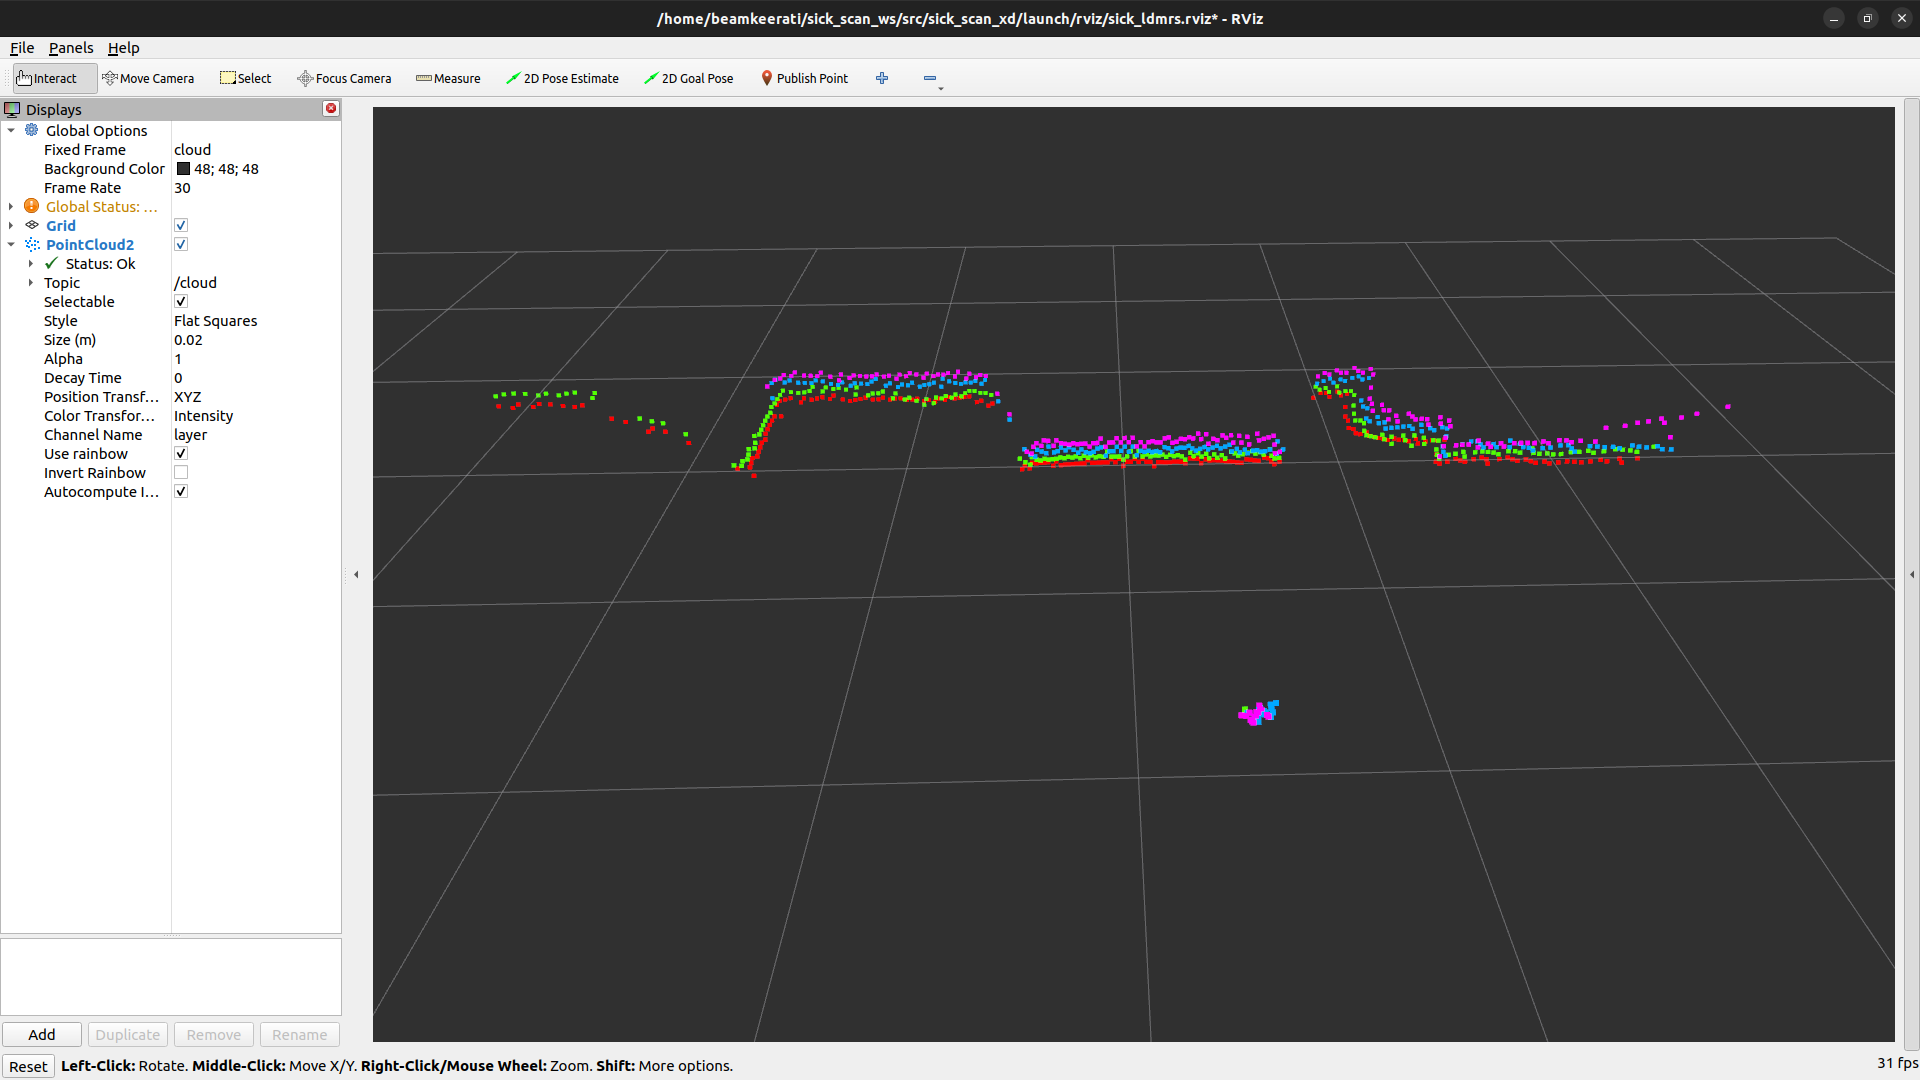 /home/beamkeerati/sick_scan_ws/src/sick_scan_xd/launch/rviz/sick_ldmrs.rviz* - RViz
File Panels Help
Interact Move Camera Select Focus Camera Measure 2D Pose Estimate 2D Goal Pose Publish Point
Displays
Global Options
Fixed Frame cloud
Background Color 48; 48; 48
Frame Rate 30
Global Status: ...
Grid
PointCloud2
Status: Ok
Topic /cloud
Selectable
Style Flat Squares
Size (m) 0.02
Alpha 1
Decay Time 0
Position Transf... XYZ
Color Transfor... Intensity
Channel Name layer
Use rainbow
Invert Rainbow
Autocompute I...
Add Duplicate Remove Rename
Reset Left-Click: Rotate. Middle-Click: Move X/Y. Right-Click/Mouse Wheel: Zoom. Shift: More options. 31 fps